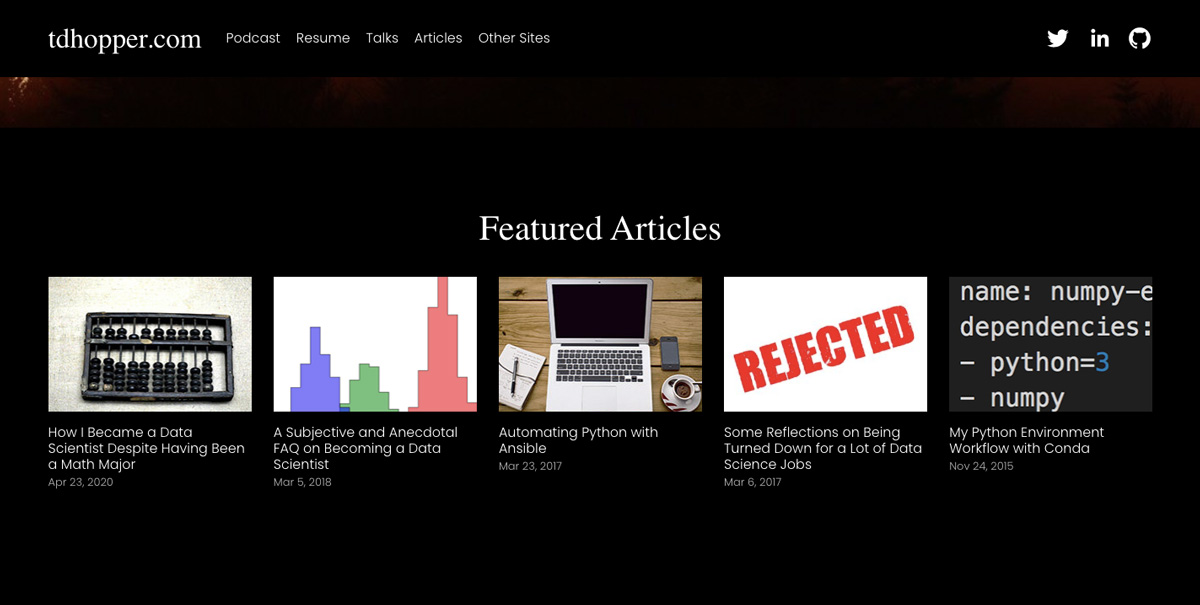 tdhopper.com Podcast Resume Talks Articles Other Sites
Featured Articles
REJECTED
name: numpy-e
dependencies:
- python=3
- numpy
How I Became a Data
Scientist Despite Having Been
a Math Major
Apr 23, 2020
A Subjective and Anecdotal
FAQ on Becoming a Data
Scientist
Mar 5, 2018
Automating Python with
Ansible
Mar 23, 2017
Some Reflections on Being
Turned Down for a Lot of Data
Science Jobs
Mar 6, 2017
My Python Environment
Workflow with Conda
Nov 24, 2015